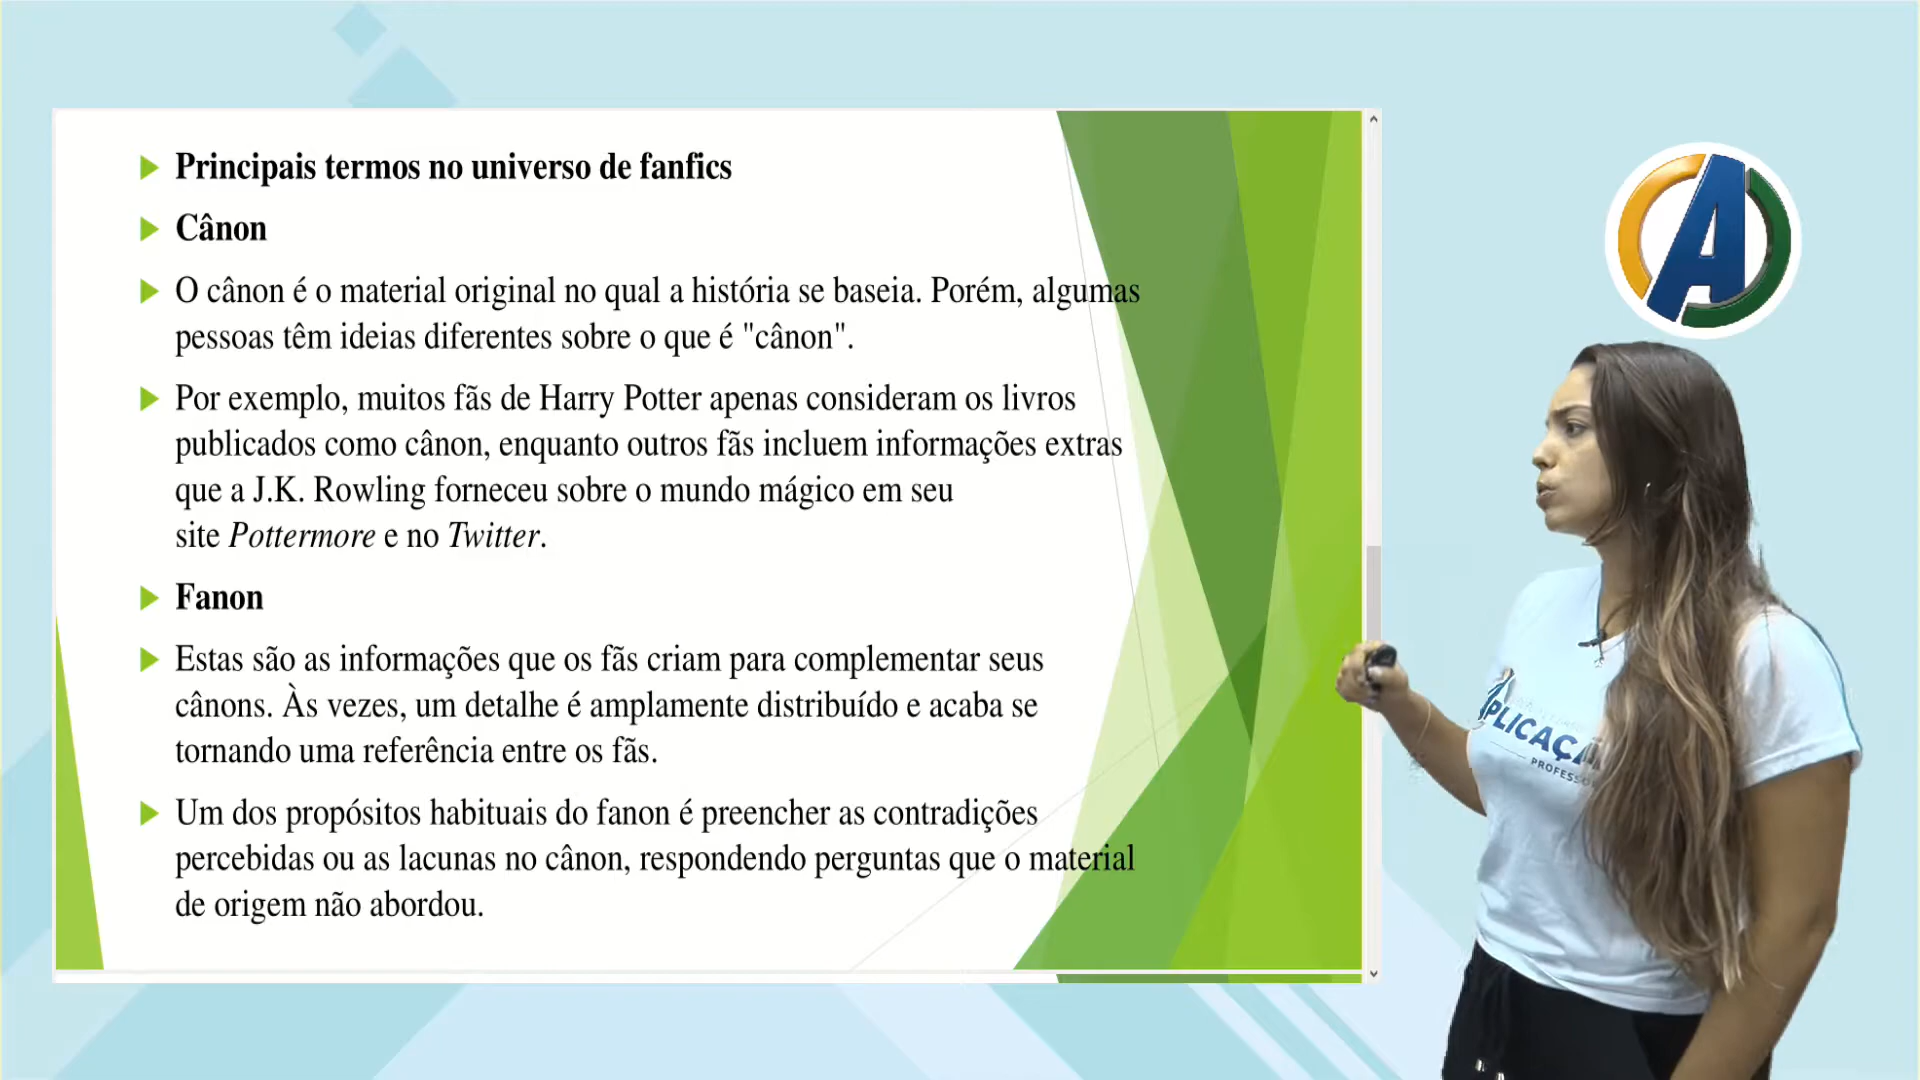 Principais termos no universo de fanfics
Cânon
O cânon é o material original no qual a história se baseia. Porém, algumas
pessoas têm ideias diferentes sobre o que é "cânon".
Por exemplo, muitos fãs de Harry Potter apenas consideram os livros
publicados como cânon, enquanto outros fãs incluem informações extras
que a J.K. Rowling forneceu sobre o mundo mágico em seu
site Pottermore e no Twitter.
Fanon
Estas são as informações que os fãs criam para complementar seus
cânons. Às vezes, um detalhe é amplamente distribuído e acaba se
tornando uma referência entre os fãs.
Um dos propósitos habituais do fanon é preencher as contradições
percebidas ou as lacunas no cânon, respondendo perguntas que o material
de origem não abordou.
A
PLICAÇ
PROFESS